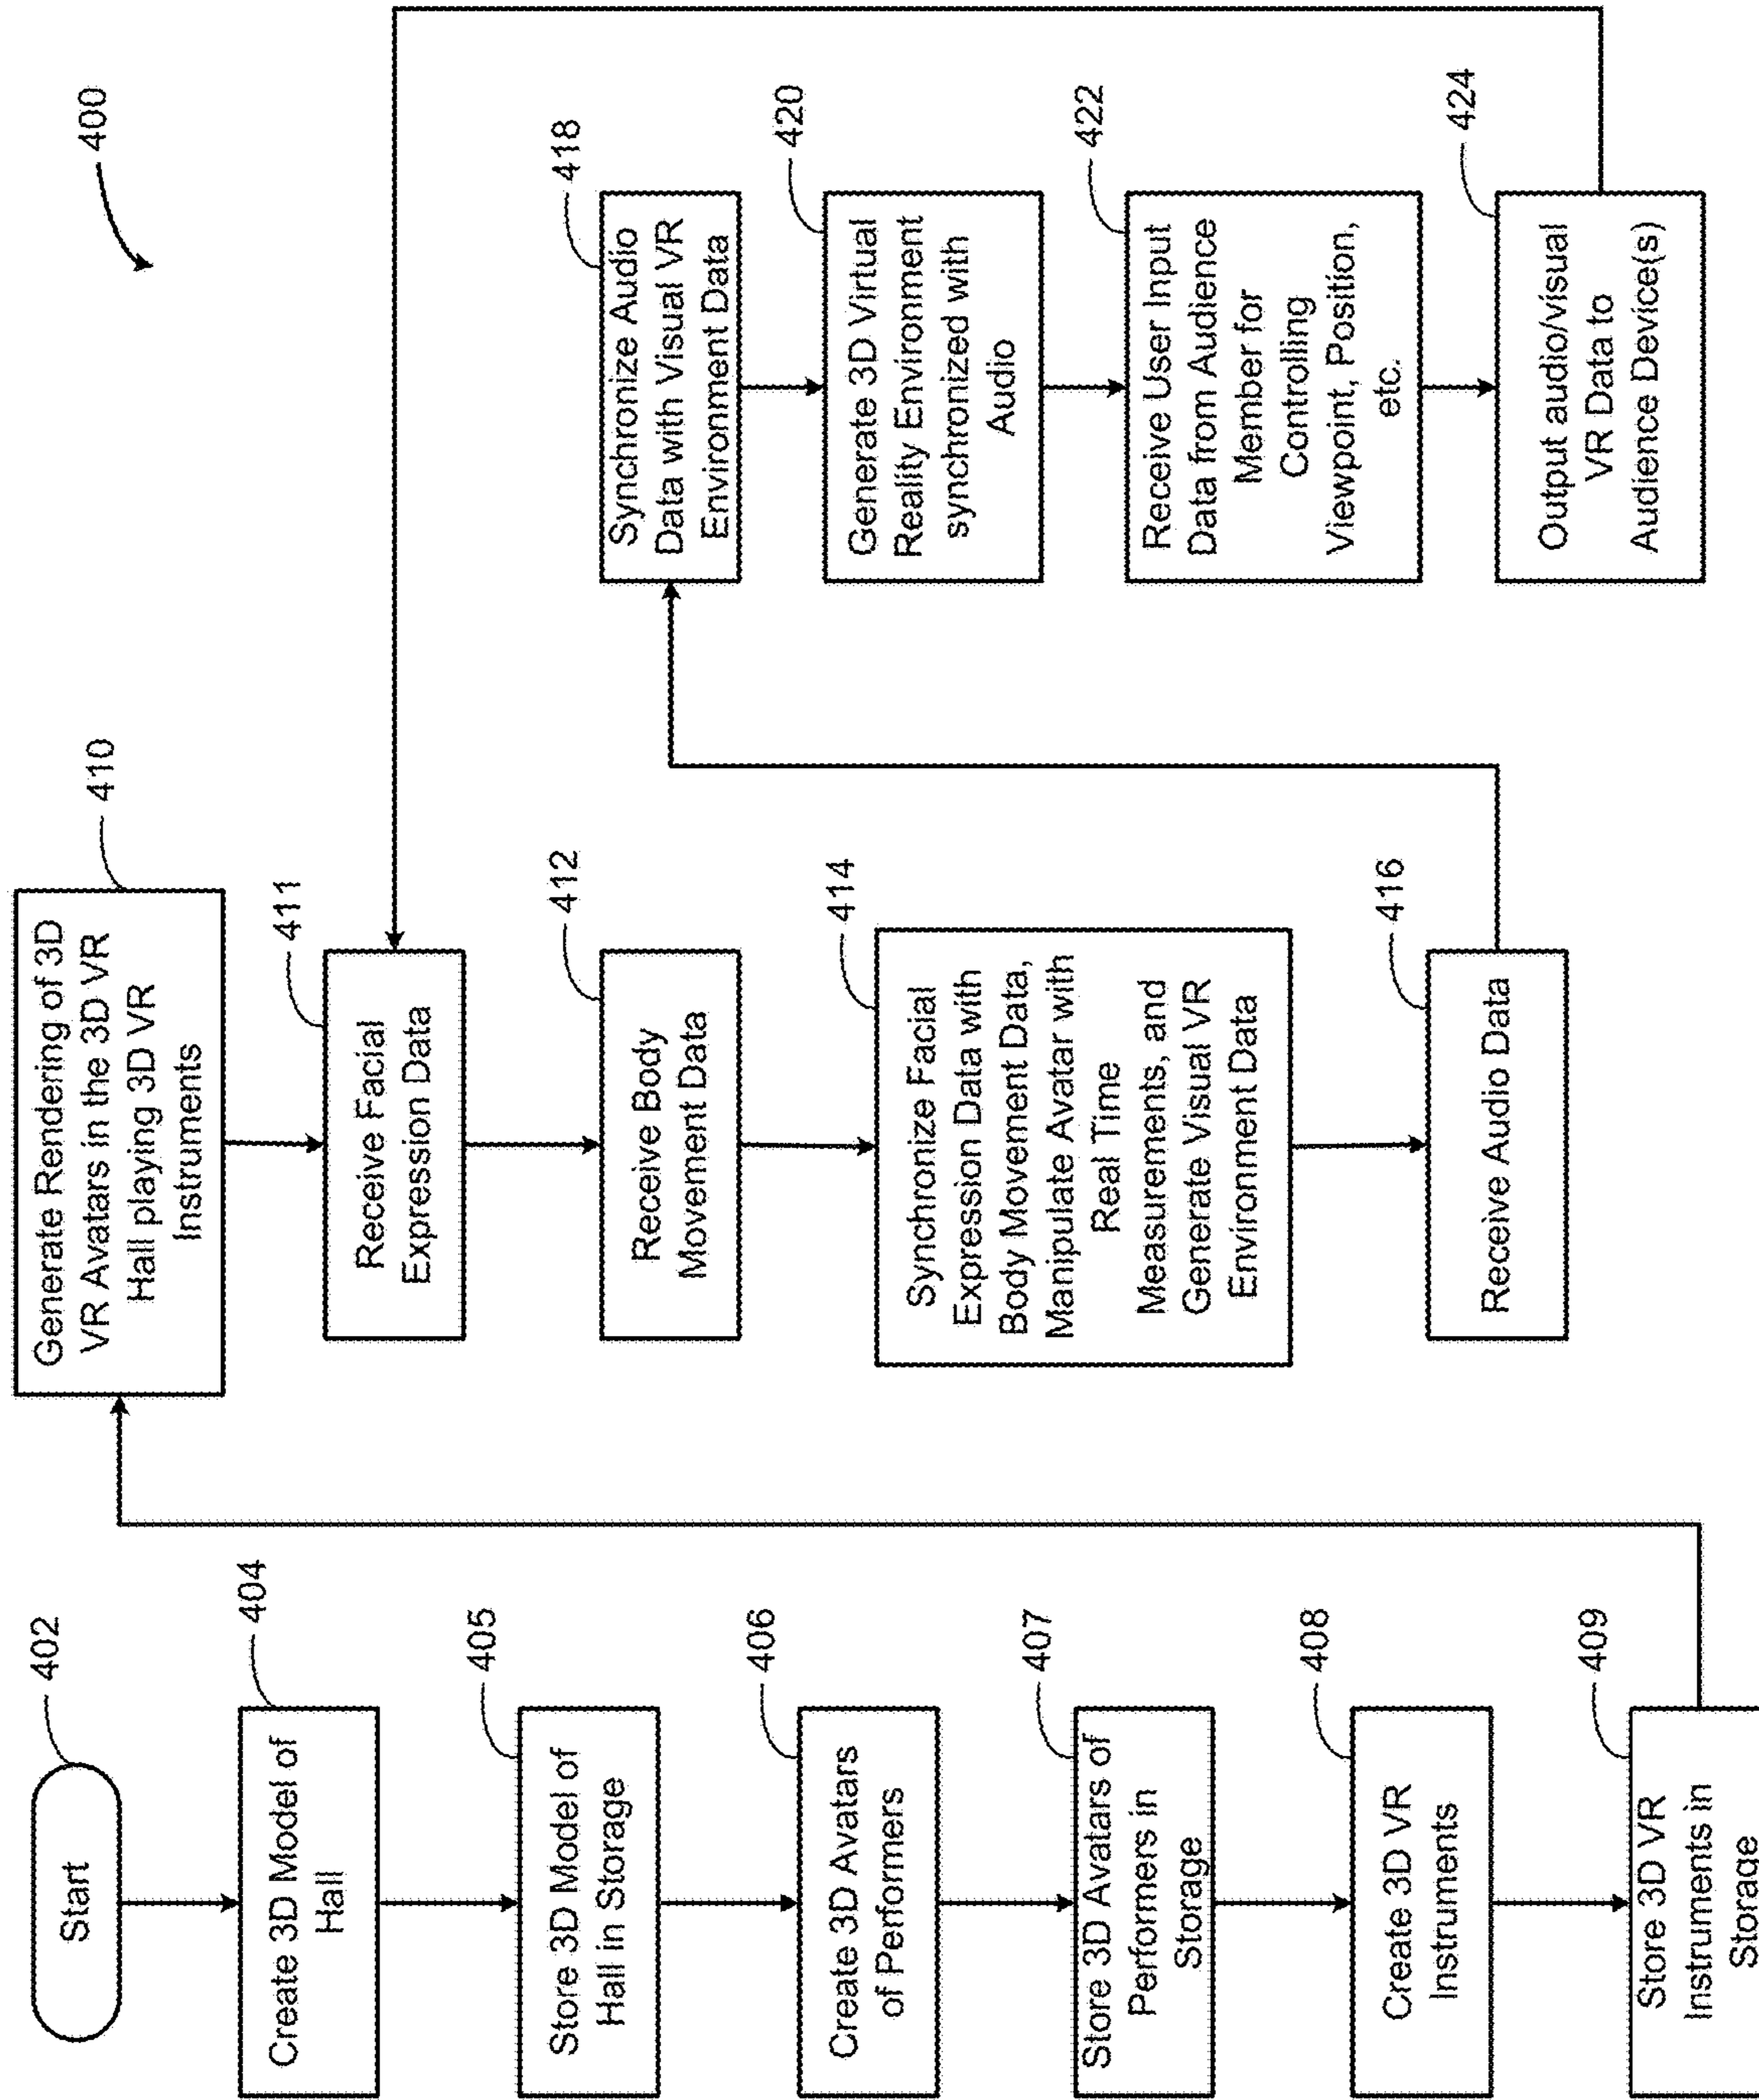 400
402
Start
404
Create 3D Model of
Hall
405
Store 3D Model of
Hall in Storage
406
Create 3D Avatars
of Performers
407
Store 3D Avatars of
Performers in
Storage
408
Create 3D VR
Instruments
409
Store 3D VR
Instruments in
Storage
410
Generate Rendering of 3D
VR Avatars in the 3D VR
Hall playing 3D VR
Instruments
411
Receive Facial
Expression Data
412
Receive Body
Movement Data
414
Synchronize Facial
Expression Data with
Body Movement Data,
Manipulate Avatar with
Real Time
Measurements, and
Generate Visual VR
Environment Data
416
Receive Audio Data
418
Synchronize Audio
Data with Visual VR
Environment Data
420
Generate 3D Virtual
Reality Environment
synchronized with
Audio
422
Receive User Input
Data from Audience
Member for
Controlling
Viewpoint, Position,
etc.
424
Output audio/visual
VR Data to
Audience Device(s)